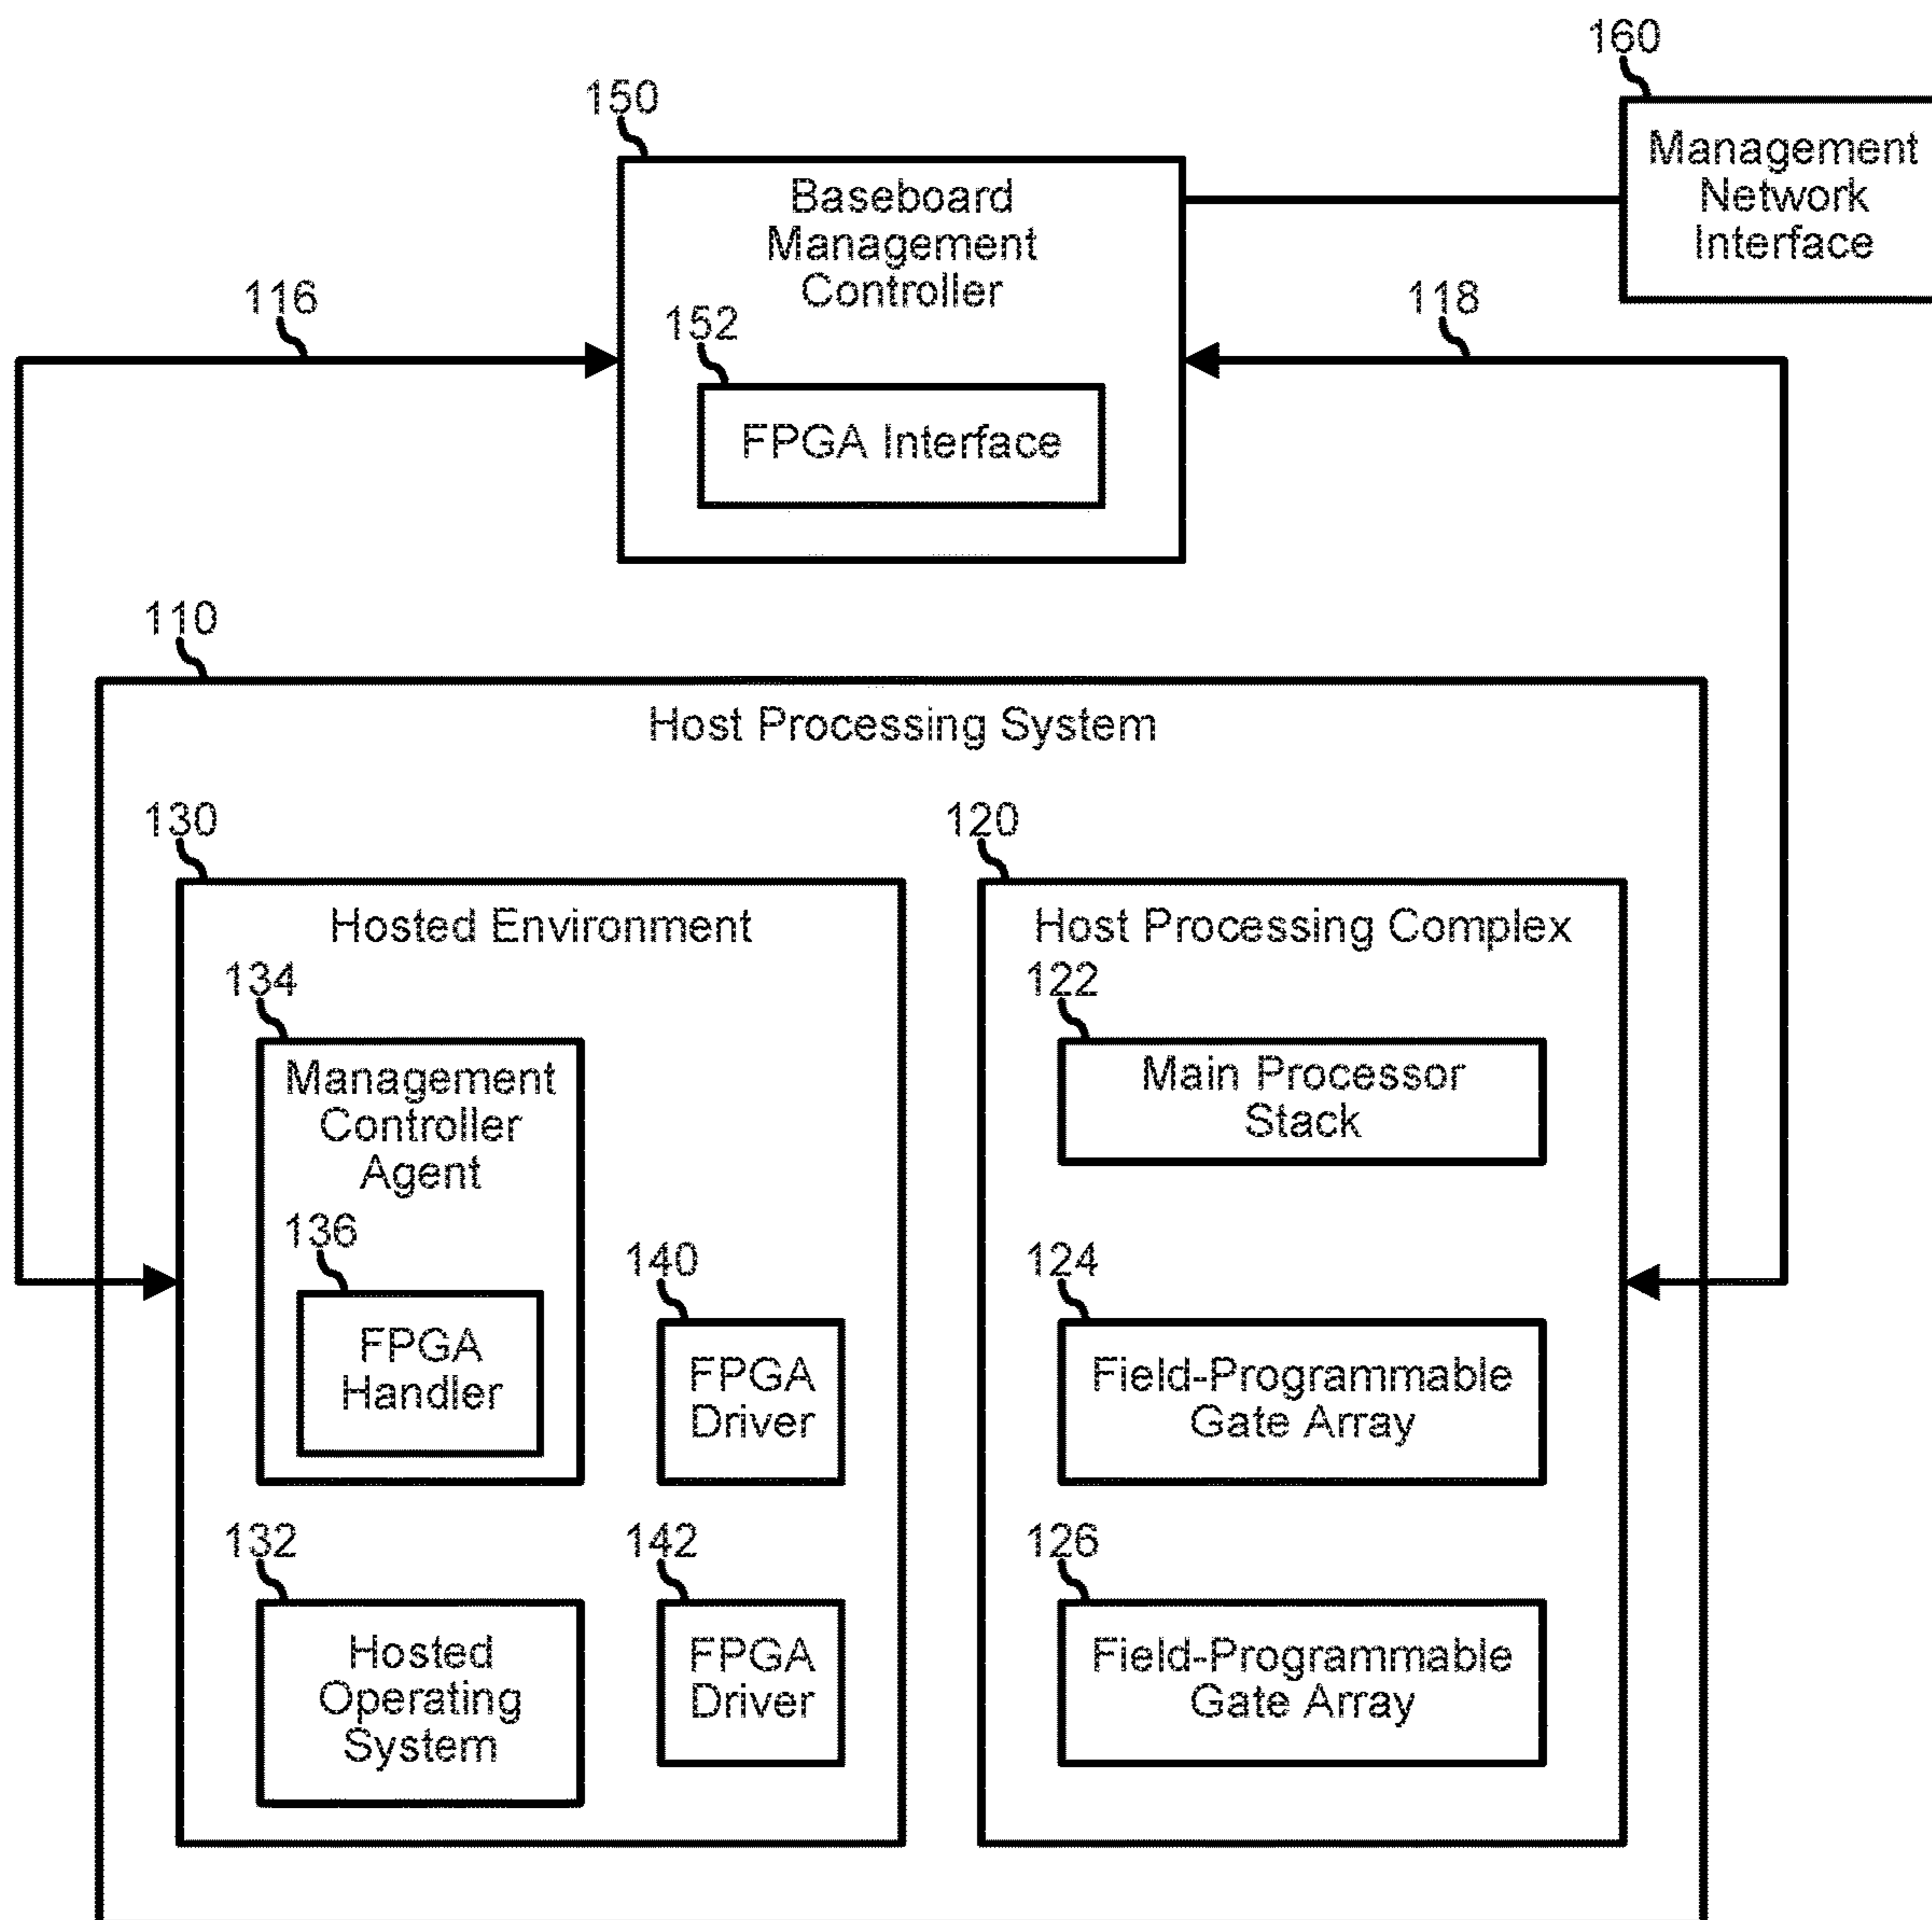 160
Management
Network
Interface
150
Baseboard
Management
Controller
116
118
152
FPGA Interface
110
Host Processing System
130
Hosted Environment
134
Management
Controller
Agent
136
FPGA
Handler
140
FPGA
Driver
132
Hosted
Operating
System
142
FPGA
Driver
120
Host Processing Complex
122
Main Processor
Stack
124
Field-Programmable
Gate Array
126
Field-Programmable
Gate Array